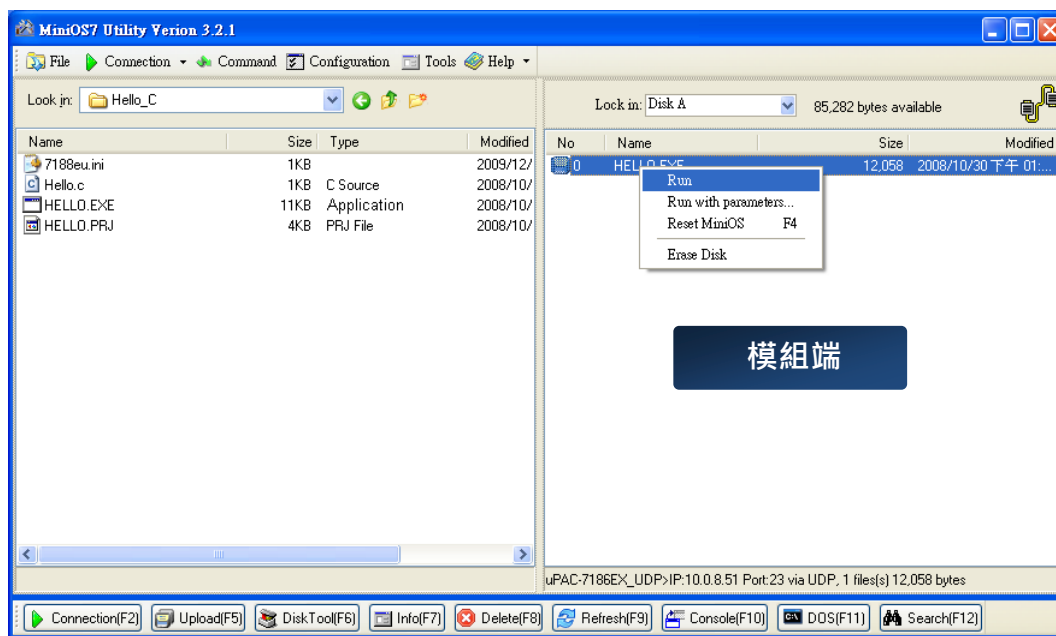 MiniOS7 Utility Verion 3.2.1
File Connection Command Configuration Tools Help
Look in: Hello_C
Name Size Type Modified
7188eu.ini 1KB 2009/12/
Hello.c 1KB C Source 2008/10/
HELLO.EXE 11KB Application 2008/10/
HELLO.PRJ 4KB PRJ File 2008/10/
Lock in: Disk A 85,282 bytes available
No Name Size Modified
0 HELLO.EXE 12,058 2008/10/30 下午 01:...
Run
Run with parameters...
Reset MiniOS F4
Erase Disk
模組端
uPAC-7186EX_UDP>IP:10.0.8.51 Port:23 via UDP, 1 files(s) 12,058 bytes
Connection(F2) Upload(F5) DiskTool(F6) Info(F7) Delete(F8) Refresh(F9) Console(F10) DOS(F11) Search(F12)